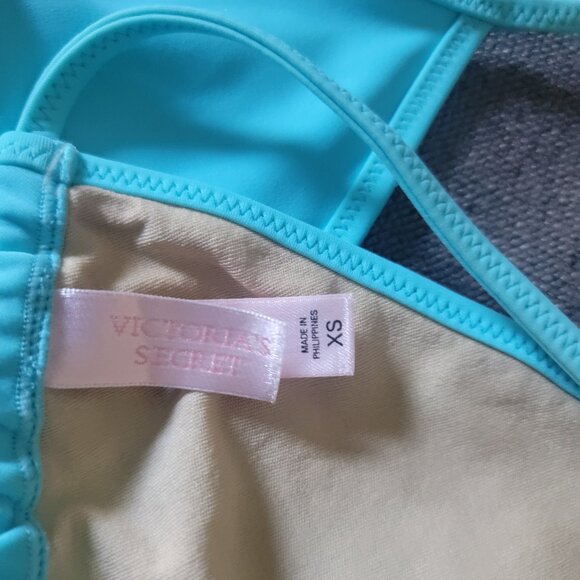 VICTORIA'S
SECRET
MADE IN
PHILIPPINES
XS